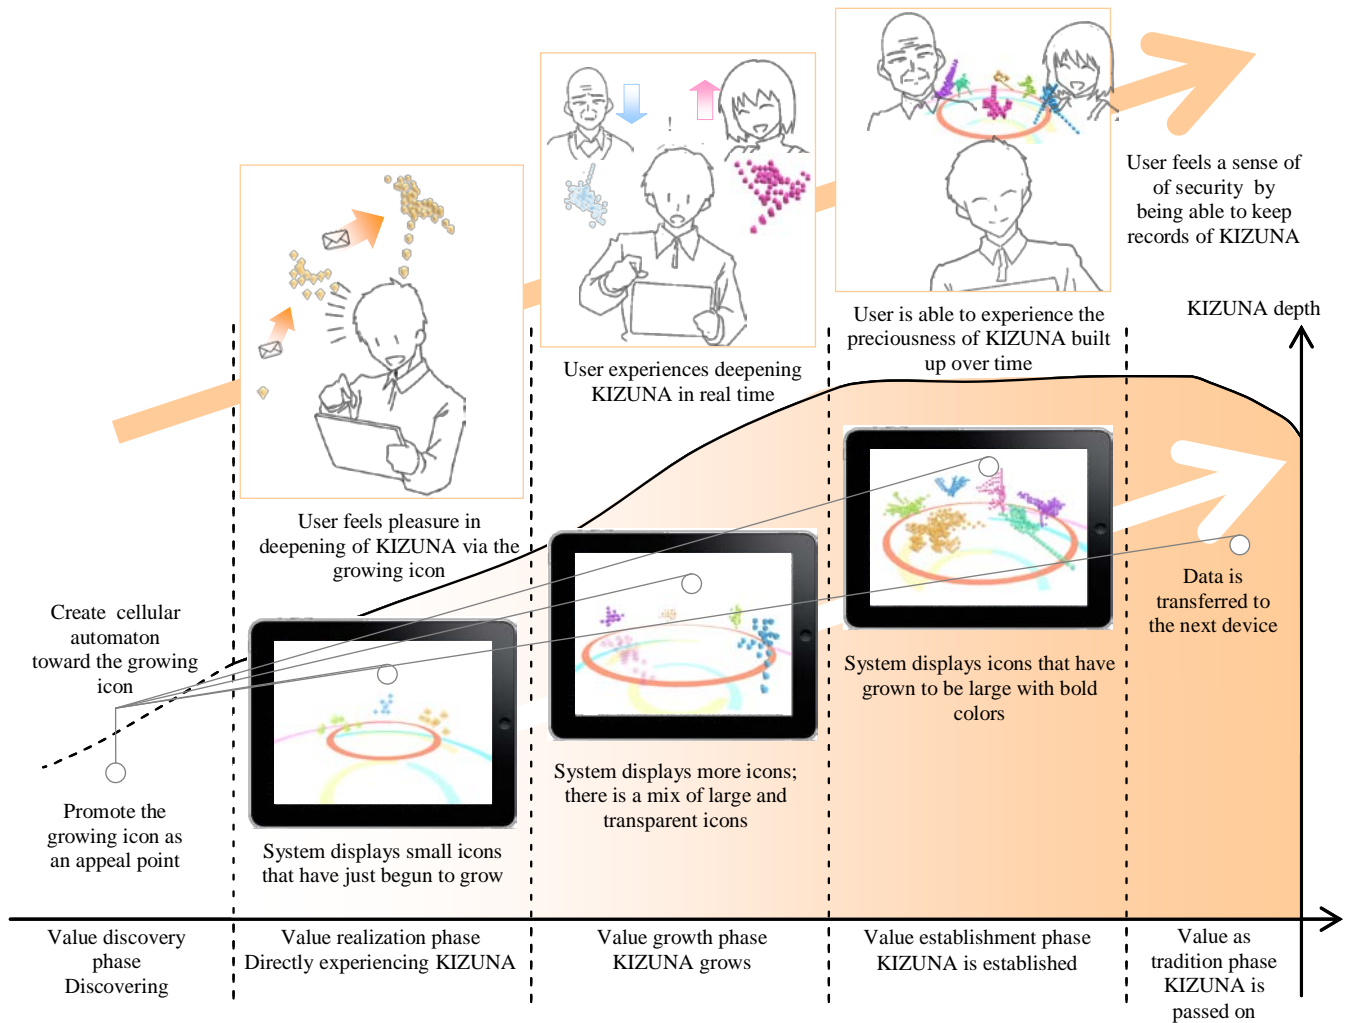 User feels a sense of
of security by
being able to keep
records of KIZUNA
KIZUNA depth
User is able to experience the
preciousness of KIZUNA built
up over time
User experiences deepening
KIZUNA in real time
!
User feels pleasure in
deepening of KIZUNA via the
growing icon
Create cellular
automaton
toward the growing
icon
Promote the
growing icon as
an appeal point
System displays small icons
that have just begun to grow
System displays more icons;
there is a mix of large and
transparent icons
System displays icons that have
grown to be large with bold
colors
Data is
transferred to
the next device
Value discovery
phase
Discovering
Value realization phase
Directly experiencing KIZUNA
Value growth phase
KIZUNA grows
Value establishment phase
KIZUNA is established
Value as
tradition phase
KIZUNA is
passed on